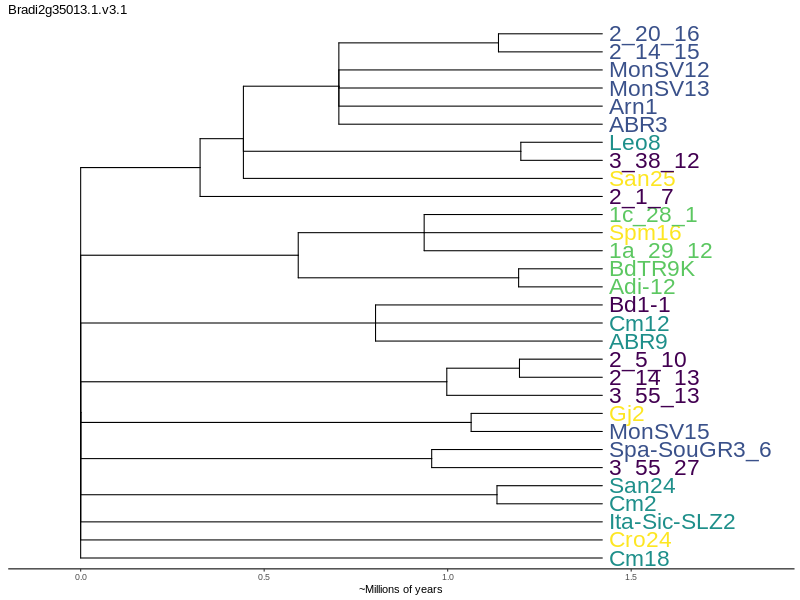 Bradi2g35013.1.v3.1
2_20_16
2_14_15
MonSV12
MonSV13
Arn1
ABR3
Leo8
3_38_12
San25
2_1_7
1c_28_1
Spm16
1a_29_12
BdTR9K
Adi-12
Bd1-1
Cm12
ABR9
2_5_10
2_14_13
3_55_13
Gj2
MonSV15
Spa-SouGR3_6
3_55_27
San24
Cm2
Ita-Sic-SLZ2
Cro24
Cm18
0.0 0.5 1.0 1.5
~Millions of years